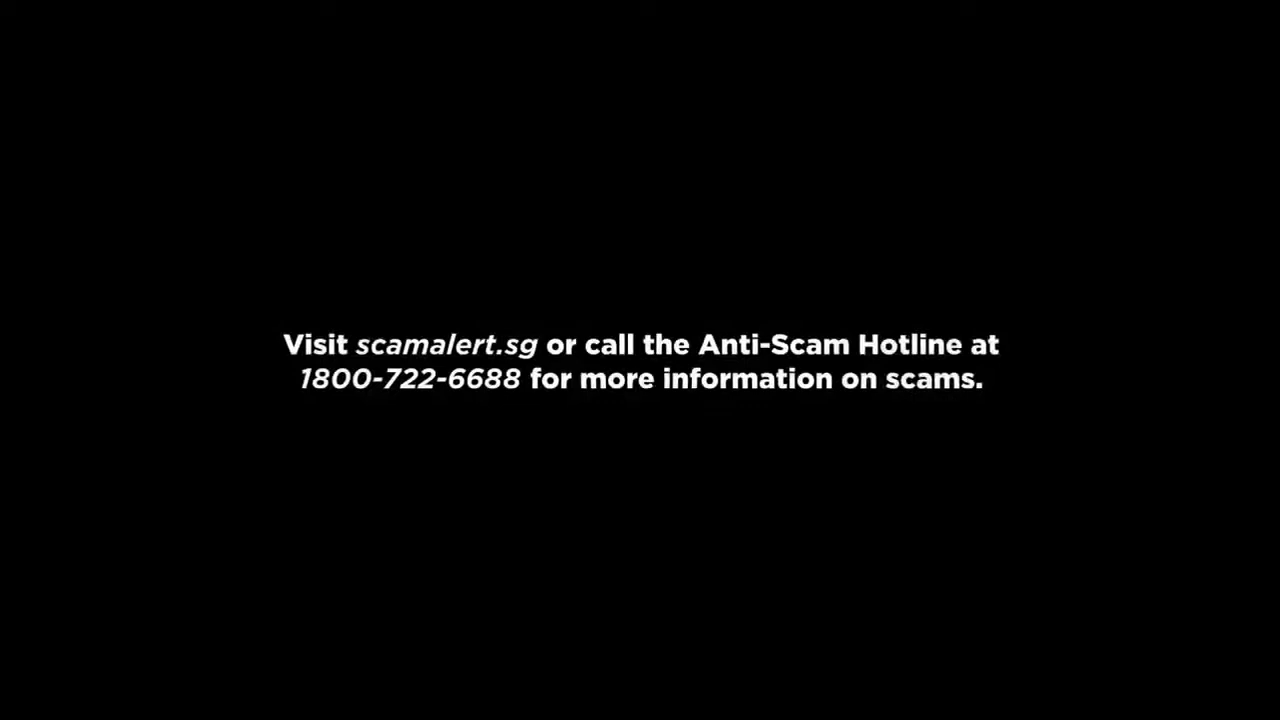 Visit scamalert.sg or call the Anti-Scam Hotline at
1800-722-6688 for more information on scams.